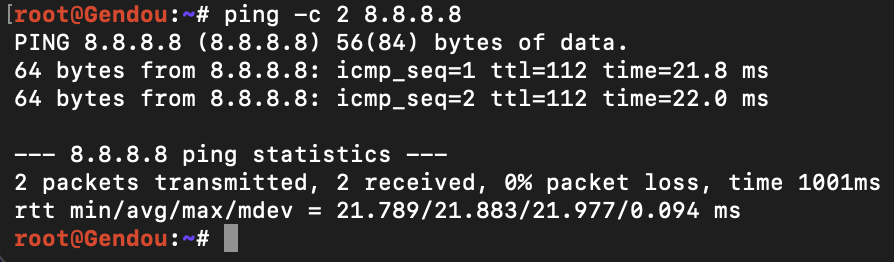 [root@Gendou:~# ping -c 2 8.8.8.8
PING 8.8.8.8 (8.8.8.8) 56(84) bytes of data.
64 bytes from 8.8.8.8: icmp_seq=1 ttl=112 time=21.8 ms
64 bytes from 8.8.8.8: icmp_seq=2 ttl=112 time=22.0 ms

--- 8.8.8.8 ping statistics ---
2 packets transmitted, 2 received, 0% packet loss, time 1001ms
rtt min/avg/max/mdev = 21.789/21.883/21.977/0.094 ms
root@Gendou:~#